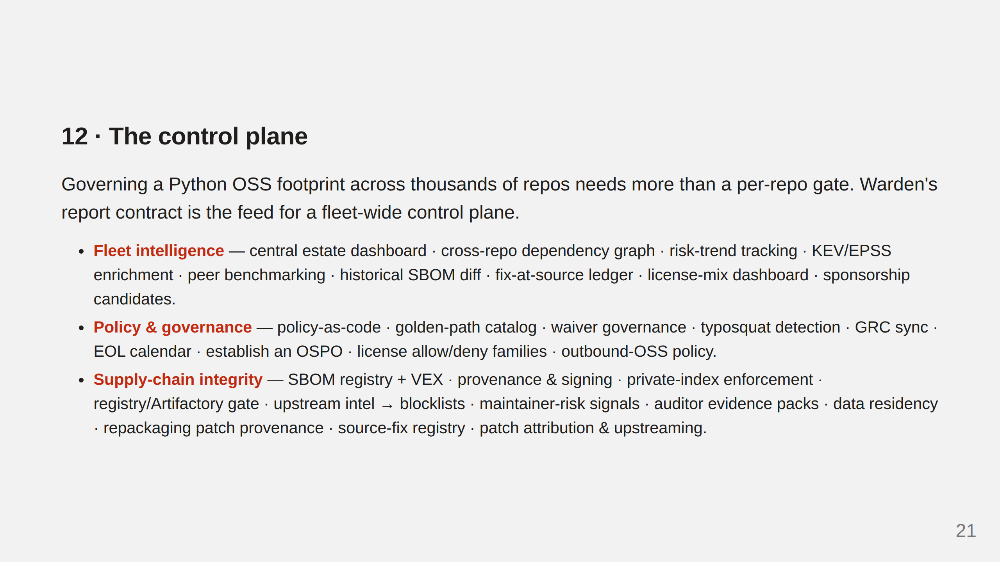 12 · The control plane
Governing a Python OSS footprint across thousands of repos needs more than a per-repo gate. Warden's
report contract is the feed for a fleet-wide control plane.
• Fleet intelligence — central estate dashboard · cross-repo dependency graph · risk-trend tracking · KEV/EPSS
enrichment · peer benchmarking · historical SBOM diff · fix-at-source ledger · license-mix dashboard · sponsorship
candidates.
• Policy & governance — policy-as-code · golden-path catalog · waiver governance · typosquat detection · GRC sync ·
EOL calendar · establish an OSPO · license allow/deny families · outbound-OSS policy.
• Supply-chain integrity — SBOM registry + VEX · provenance & signing · private-index enforcement ·
registry/Artifactory gate · upstream intel → blocklists · maintainer-risk signals · auditor evidence packs · data residency
· repackaging patch provenance · source-fix registry · patch attribution & upstreaming.
21